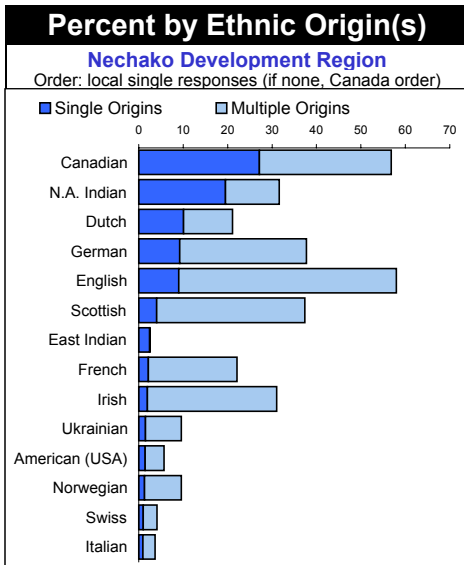 Percent by Ethnic Origin(s)
Nechako Development Region
Order: local single responses (if none, Canada order)
Single Origins Multiple Origins
0 10 20 30 40 50 60 70
Canadian
N.A. Indian
Dutch
German
English
Scottish
East Indian
French
Irish
Ukrainian
American (USA)
Norwegian
Swiss
Italian